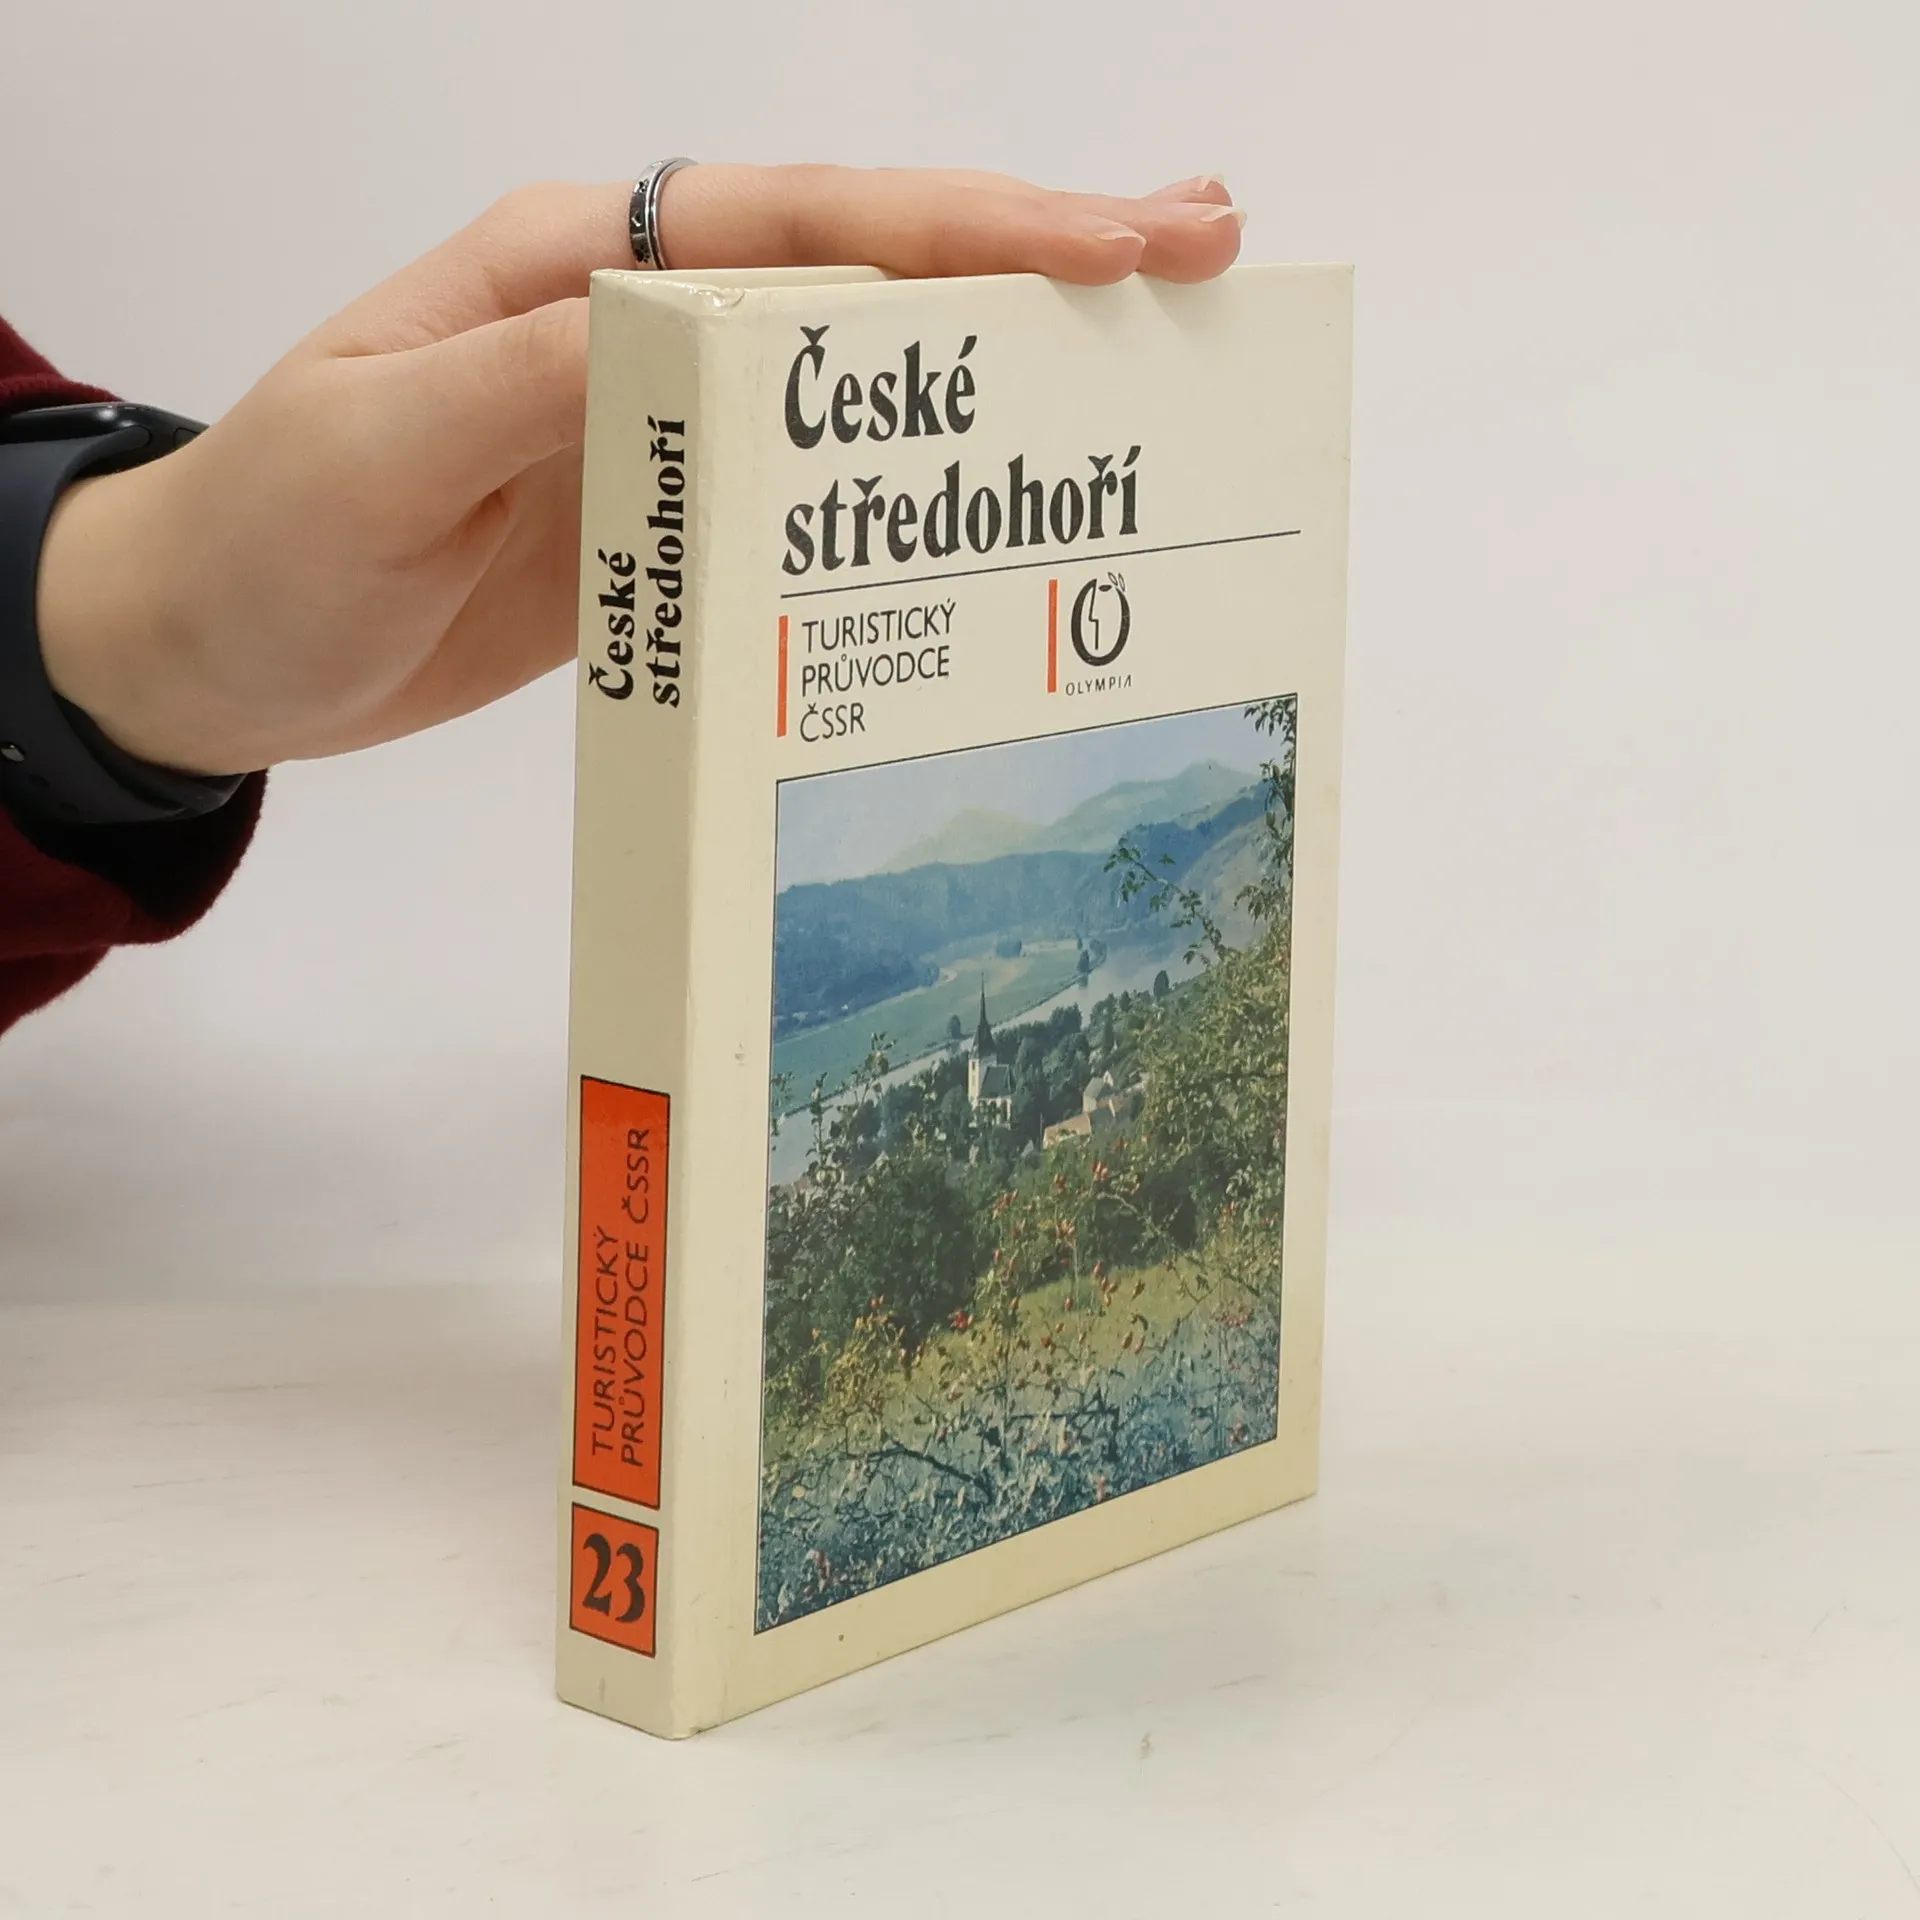 České
středohoří
TURISTICKÝ
PRŮVODCE
ČSSR
OLYMPIA
České
středohoří
TURISTICKÝ
PRŮVODCE ČSSR
23